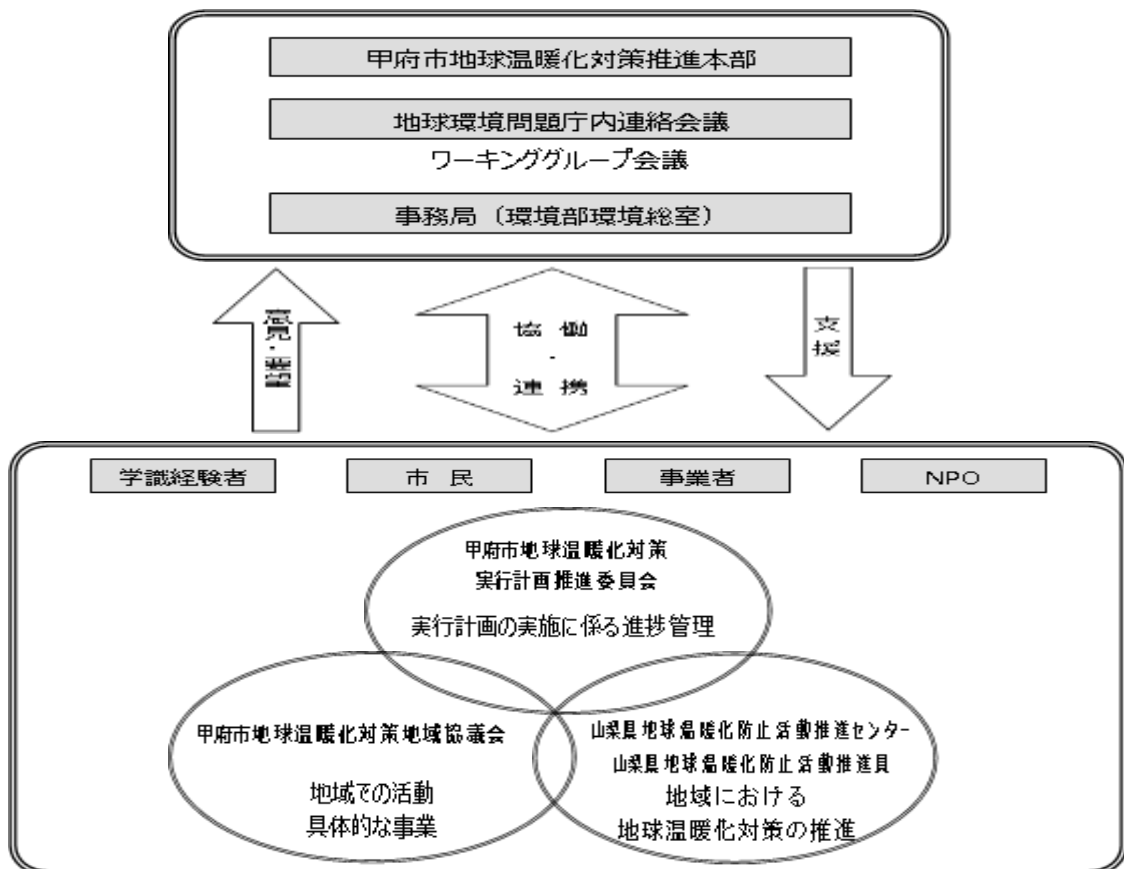 甲府市地球温暖化対策推進本部
地球環境問題庁内連絡会議
ワーキンググループ会議
事務局（環境部環境総室）
意見・
協働
・
連携
支援
学識経験者
市 民
事業者
NPO
甲府市地球温暖化対策
実行計画推進委員会
実行計画の実施に係る進捗管理
甲府市地球温暖化対策地域協議会
地域での活動
具体的な事業
山梨県地球温暖化防止活動推進センター
山梨県地球温暖化防止活動推進員
地域における
地球温暖化対策の推進